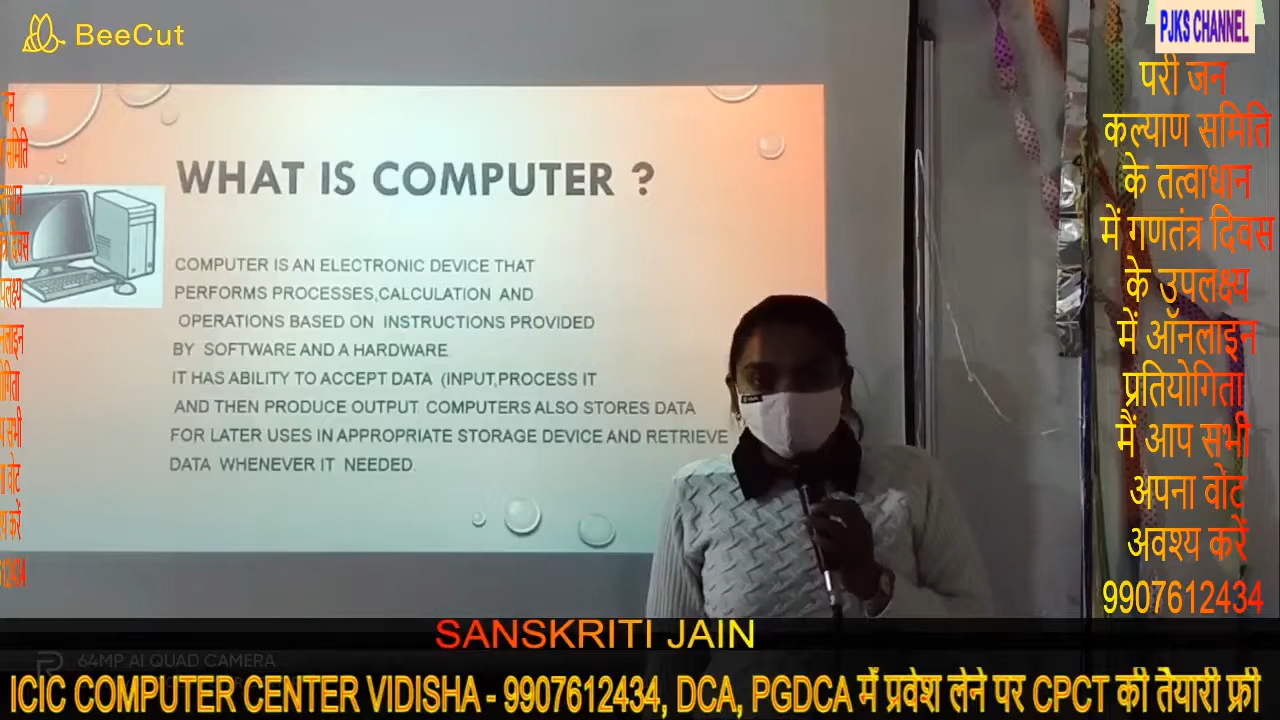 BeeCut
PJKS CHANNEL
WHAT IS COMPUTER ?
COMPUTER IS AN ELECTRONIC DEVICE THAT
PERFORMS PROCESSES,CALCULATION AND
OPERATIONS BASED ON INSTRUCTIONS PROVIDED
BY SOFTWARE AND A HARDWARE
IT HAS ABILITY TO ACCEPT DATA (INPUT,PROCESS IT
AND THEN PRODUCE OUTPUT COMPUTERS ALSO STORES DATA
FOR LATER USES IN APPROPRIATE STORAGE DEVICE AND RETRIEVE
DATA WHENEVER IT NEEDED
परी जन
कल्याण समिति
के तत्वाधान
में गणतंत्र दिवस
के उपलक्ष्य
में ऑनलाइन
प्रतियोगिता
मैं आप सभी
अपना वोट
अवश्य करें
9907612434
SANSKRITI JAIN
64MP AI QUAD CAMERA
ICIC COMPUTER CENTER VIDISHA - 9907612434, DCA, PGDCA में प्रवेश लेने पर CPCT की तैयारी फ्री